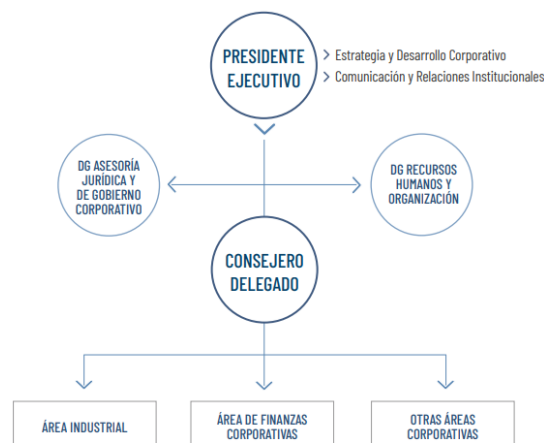 PRESIDENTE
EJECUTIVO
> Estrategia y Desarrollo Corporativo
> Comunicación y Relaciones Institucionales
DG ASESORÍA
JURÍDICA Y
DE GOBIERNO
CORPORATIVO
DG RECURSOS
HUMANOS Y
ORGANIZACIÓN
CONSEJERO
DELEGADO
ÁREA INDUSTRIAL
ÁREA DE FINANZAS
CORPORATIVAS
OTRAS ÁREAS
CORPORATIVAS